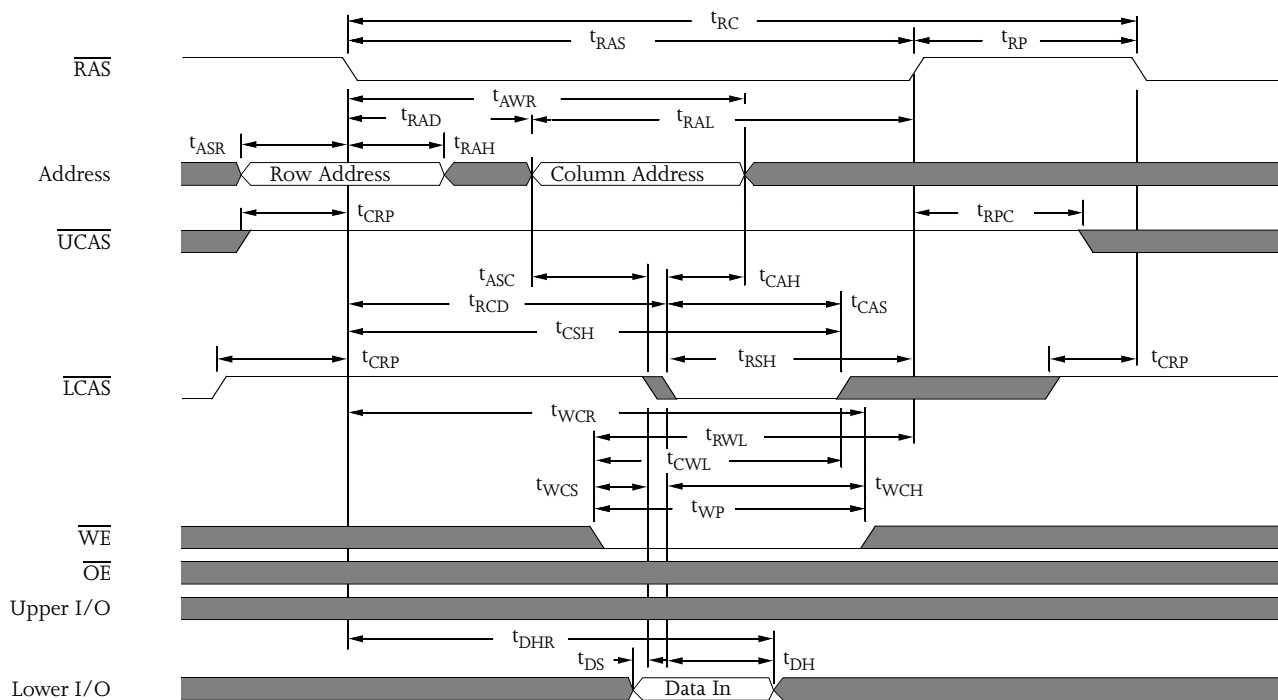 tRC
tRAS tRP
RAS
tAWR
tRAD tRAL
tASR tRAH
Address Row Address Column Address
tCRP tRPC
UCAS
tASC tCAH
tRCD tCAS
tCSH
tCRP tRSH tCRP
LCAS
tWCR
tRWL
tCWL
tWCS tWCH
tWP
WE
OE
Upper I/O
tDHR
tDS tDH
Lower I/O Data In